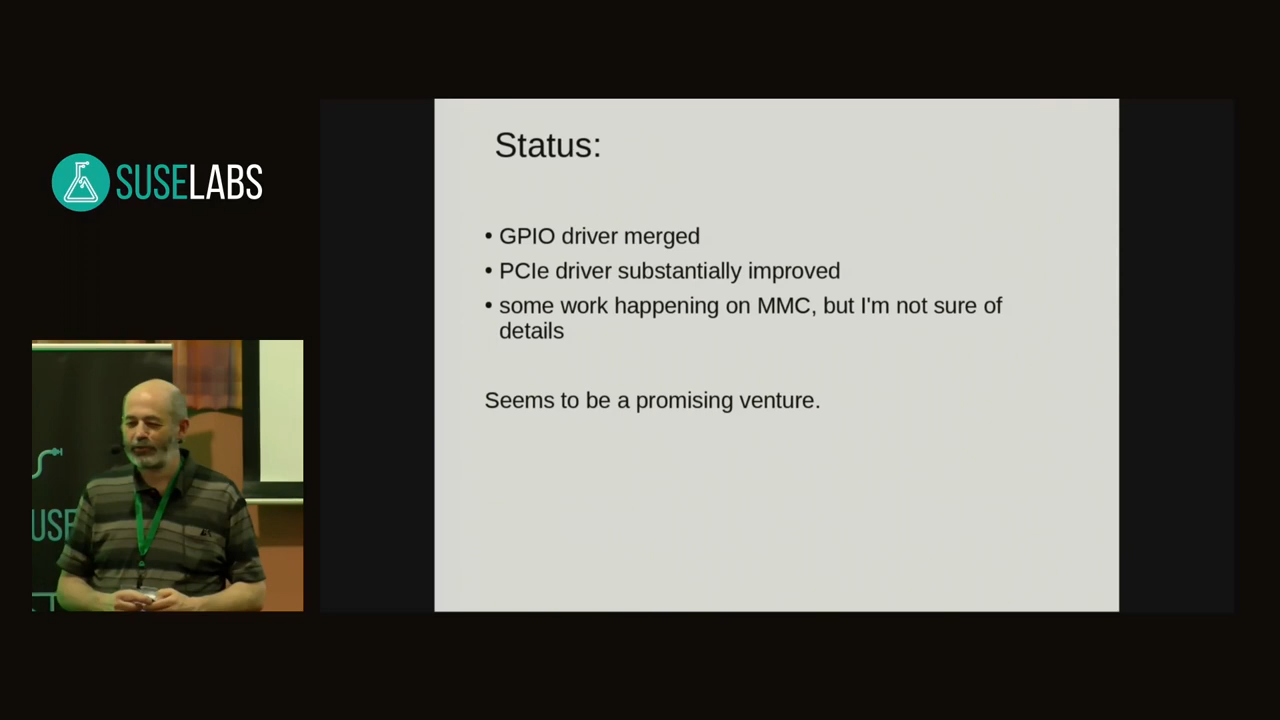 SUSELABS
Status:
• GPIO driver merged
• PCIe driver substantially improved
• some work happening on MMC, but I'm not sure of
details
Seems to be a promising venture.
USE